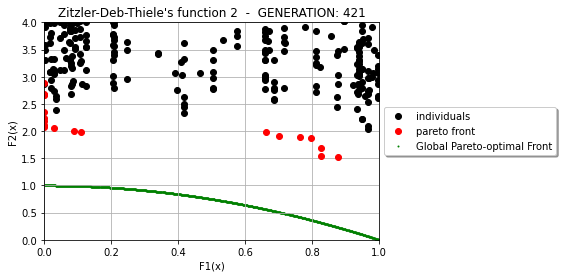 Zitzler-Deb-Thiele's function 2 - GENERATION: 421
4.0
3.5
3.0
2.5
2.0
1.5
1.0
0.5
0.0
F2(x)
0.0 0.2 0.4 0.6 0.8 1.0
F1(x)
individuals
pareto front
Global Pareto-optimal Front